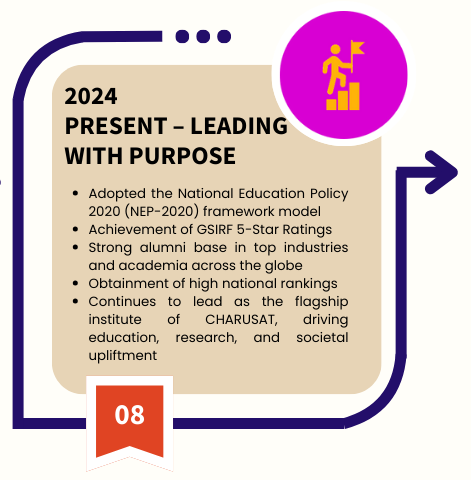 2024
PRESENT – LEADING
WITH PURPOSE
• Adopted the National Education Policy
2020 (NEP-2020) framework model
• Achievement of GSIRF 5-Star Ratings
• Strong alumni base in top industries
and academia across the globe
• Obtainment of high national rankings
• Continues to lead as the flagship
institute of CHARUSAT, driving
education, research, and societal
upliftment
08